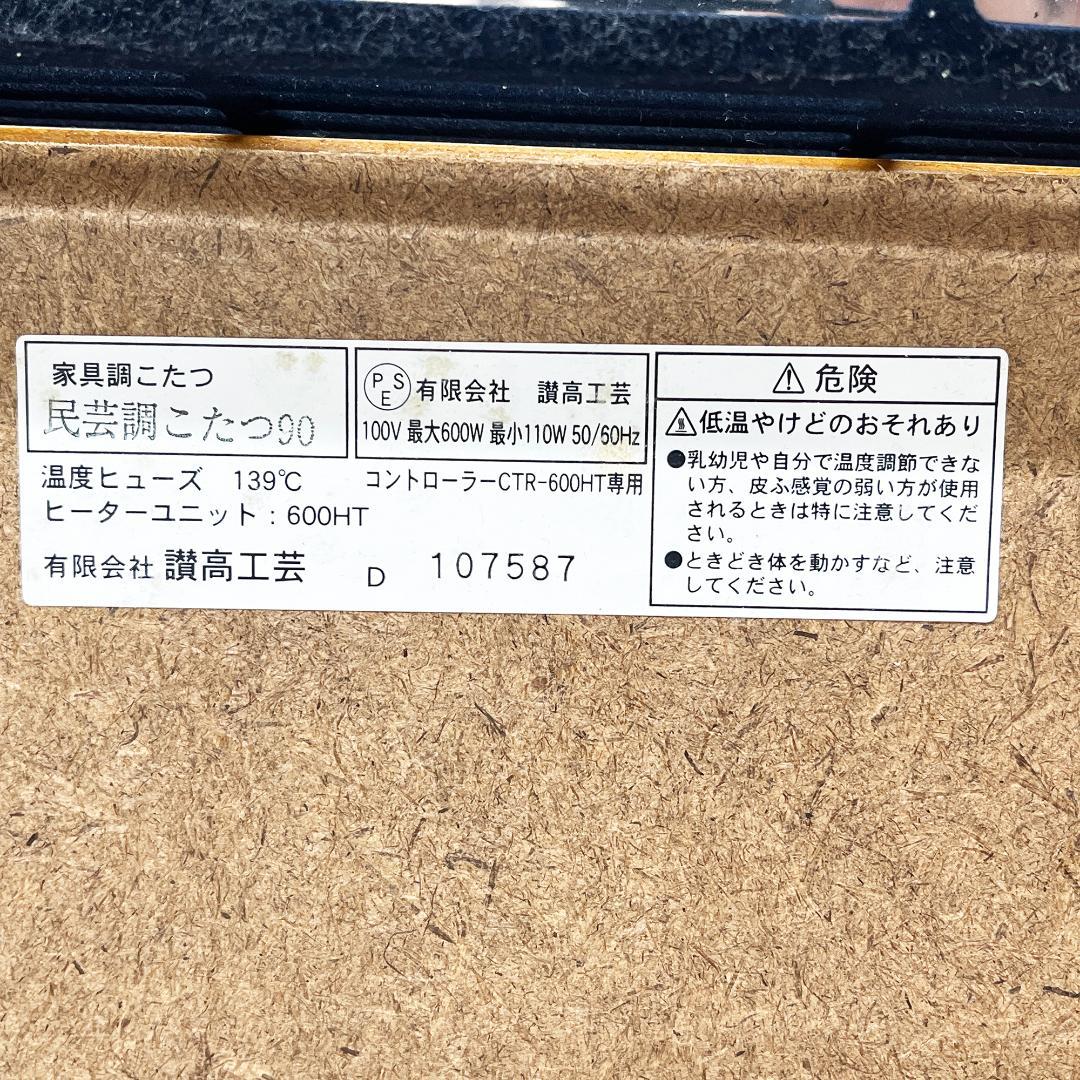 家具調こたつ
民芸調こたつ90
PSE 有限会社 讃高工芸
100V 最大600W 最小110W 50/60Hz
温度ヒューズ 139℃
コントローラーCTR-600HT専用
ヒーターユニット：600HT
有限会社 讃高工芸 D 107587
⚠ 危険
低温やけどのおそれあり
●乳幼児や自分で温度調節できな
い方、皮ふ感覚の弱い方が使用
されるときは特に注意してくだ
さい。
●ときどき体を動かすなど、注意
してください。